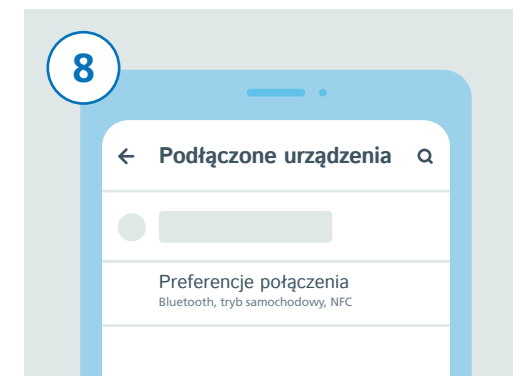 8
Podłączone urządzenia
Preferencje połączenia
Bluetooth, tryb samochodowy, NFC